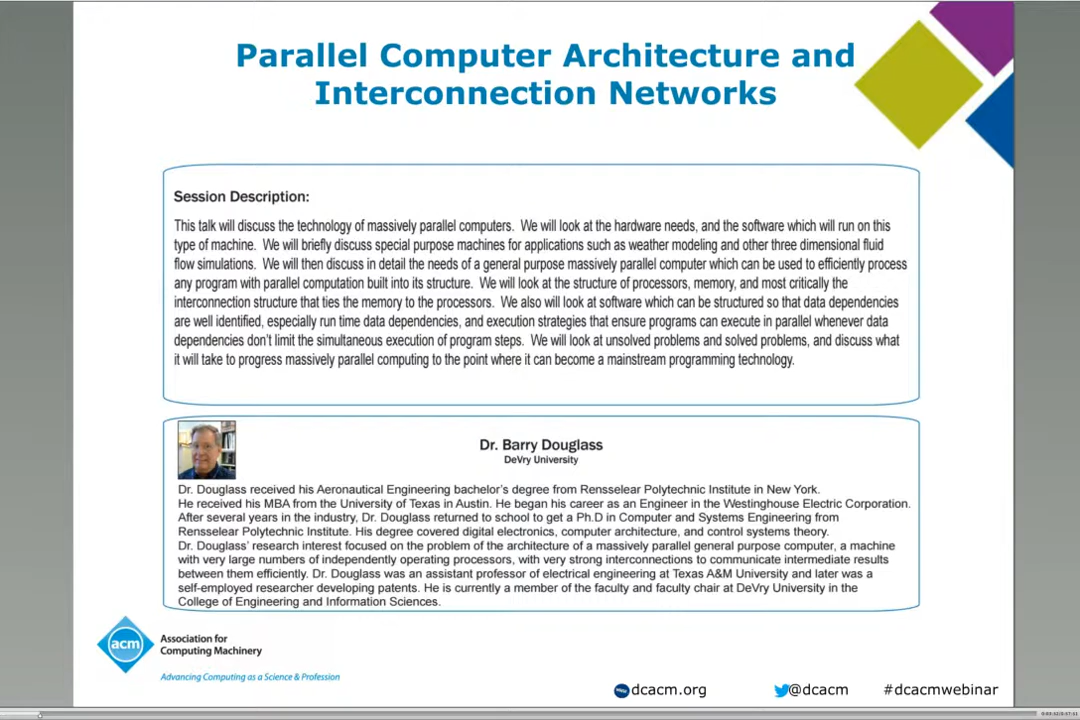 Parallel Computer Architecture and
Interconnection Networks
Session Description:
This talk will discuss the technology of massively parallel computers. We will look at the hardware needs, and the software which will run on this
type of machine. We will briefly discuss special purpose machines for applications such as weather modeling and other three dimensional fluid
flow simulations. We will then discuss in detail the needs of a general purpose massively parallel computer which can be used to efficiently process
any program with parallel computation built into its structure. We will look at the structure of processors, memory, and most critically the
interconnection structure that ties the memory to the processors. We also will look at software which can be structured so that data dependencies
are well identified, especially run time data dependencies, and execution strategies that ensure programs can execute in parallel whenever data
dependencies don't limit the simultaneous execution of program steps. We will look at unsolved problems and solved problems, and discuss what
it will take to progress massively parallel computing to the point where it can become a mainstream programming technology.
Dr. Barry Douglass
DeVry University
Dr. Douglass received his Aeronautical Engineering bachelor's degree from Rensselear Polytechnic Institute in New York.
He received his MBA from the University of Texas in Austin. He began his career as an Engineer in the Westinghouse Electric Corporation.
After several years in the industry, Dr. Douglass returned to school to get a Ph.D in Computer and Systems Engineering from
Rensselear Polytechnic Institute. His degree covered digital electronics, computer architecture, and control systems theory.
Dr. Douglass' research interest focused on the problem of the architecture of a massively parallel general purpose computer, a machine
with very large numbers of independently operating processors, with very strong interconnections to communicate intermediate results
between them efficiently. Dr. Douglass was an assistant professor of electrical engineering at Texas A&M University and later was a
self-employed researcher developing patents. He is currently a member of the faculty and faculty chair at DeVry University in the
College of Engineering and Information Sciences.
acm
Association for
Computing Machinery
Advancing Computing as a Science & Profession
dcacm.org
@dcacm
#dcacmwebinar